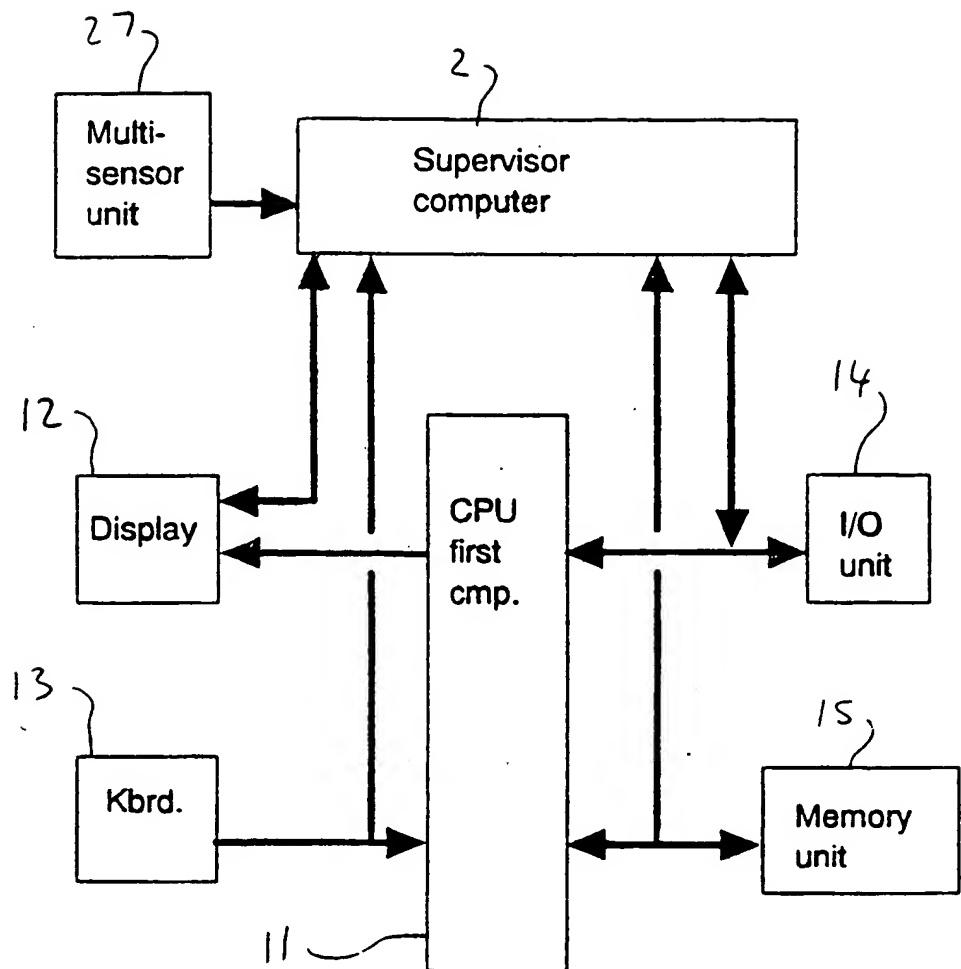 27
2
Multi-
sensor
unit
Supervisor
computer
12
14
Display
CPU
first
cmp.
I/O
unit
13
15
Kbrd.
Memory
unit
11